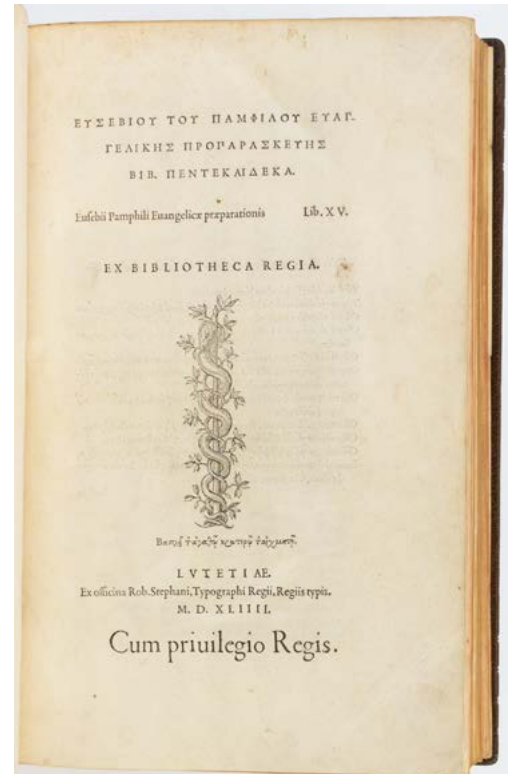 ΕΥΣΕΒΙΟΥ ΤΟΥ ΠΑΜΦΙΛΟΥ ΕΥΑΓ-
ΓΕΛΙΚΗΣ ΠΡΟΠΑΡΑΣΚΕΥΗΣ
ΒΙΒ. ΠΕΝΤΕΚΑΙΔΕΚΑ.
Eusebii Pamphili Euangelicæ præparationis Lib. XV.
EX BIBLIOTHECA REGIA.
LVTETIAE.
Ex officina Rob. Stephani, Typographi Regii, Regiis typis.
M. D. XLIIII.
Cum priuilegio Regis.